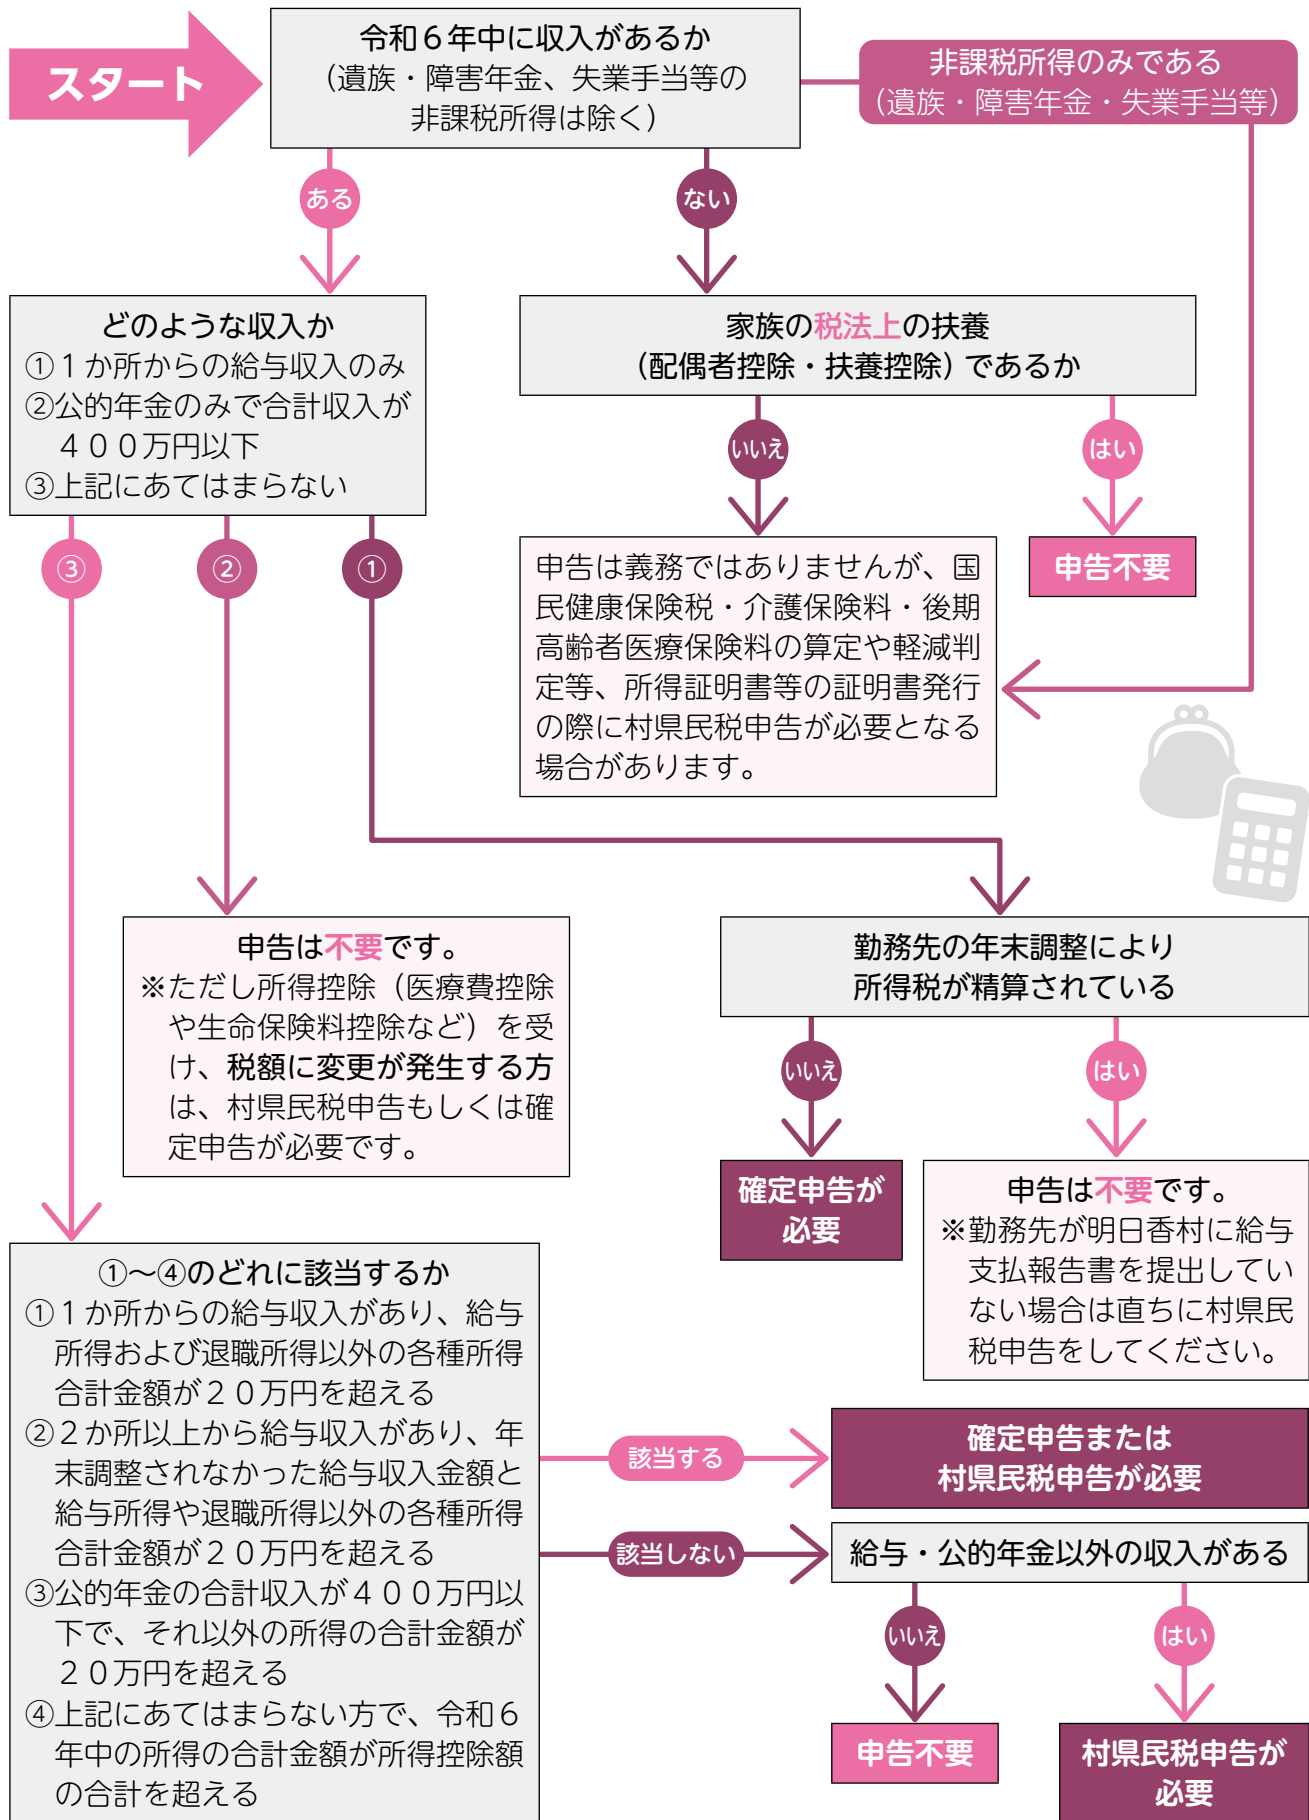 スタート
令和６年中に収入があるか
（遺族・障害年金、失業手当等の
非課税所得は除く）
非課税所得のみである
（遺族・障害年金・失業手当等）
ある
ない
どのような収入か
①１か所からの給与収入のみ
②公的年金のみで合計収入が
４００万円以下
③上記にあてはまらない
家族の税法上の扶養
（配偶者控除・扶養控除）であるか
いいえ
はい
③
②
①
申告は義務ではありませんが、国
民健康保険税・介護保険料・後期
高齢者医療保険料の算定や軽減判
定等、所得証明書等の証明書発行
の際に村県民税申告が必要となる
場合があります。
申告不要
申告は不要です。
※ただし所得控除（医療費控除
や生命保険料控除など）を受
け、税額に変更が発生する方
は、村県民税申告もしくは確
定申告が必要です。
勤務先の年末調整により
所得税が精算されている
いいえ
はい
確定申告が
必要
申告は不要です。
※勤務先が明日香村に給与
支払報告書を提出してい
ない場合は直ちに村県民
税申告をしてください。
①～④のどれに該当するか
①１か所からの給与収入があり、給与
所得および退職所得以外の各種所得
合計金額が２０万円を超える
②２か所以上から給与収入があり、年
末調整されなかった給与収入金額と
給与所得や退職所得以外の各種所得
合計金額が２０万円を超える
③公的年金の合計収入が４００万円以
下で、それ以外の所得の合計金額が
２０万円を超える
④上記にあてはまらない方で、令和６
年中の所得の合計金額が所得控除額
の合計を超える
該当する
確定申告または
村県民税申告が必要
該当しない
給与・公的年金以外の収入がある
いいえ
はい
申告不要
村県民税申告が
必要